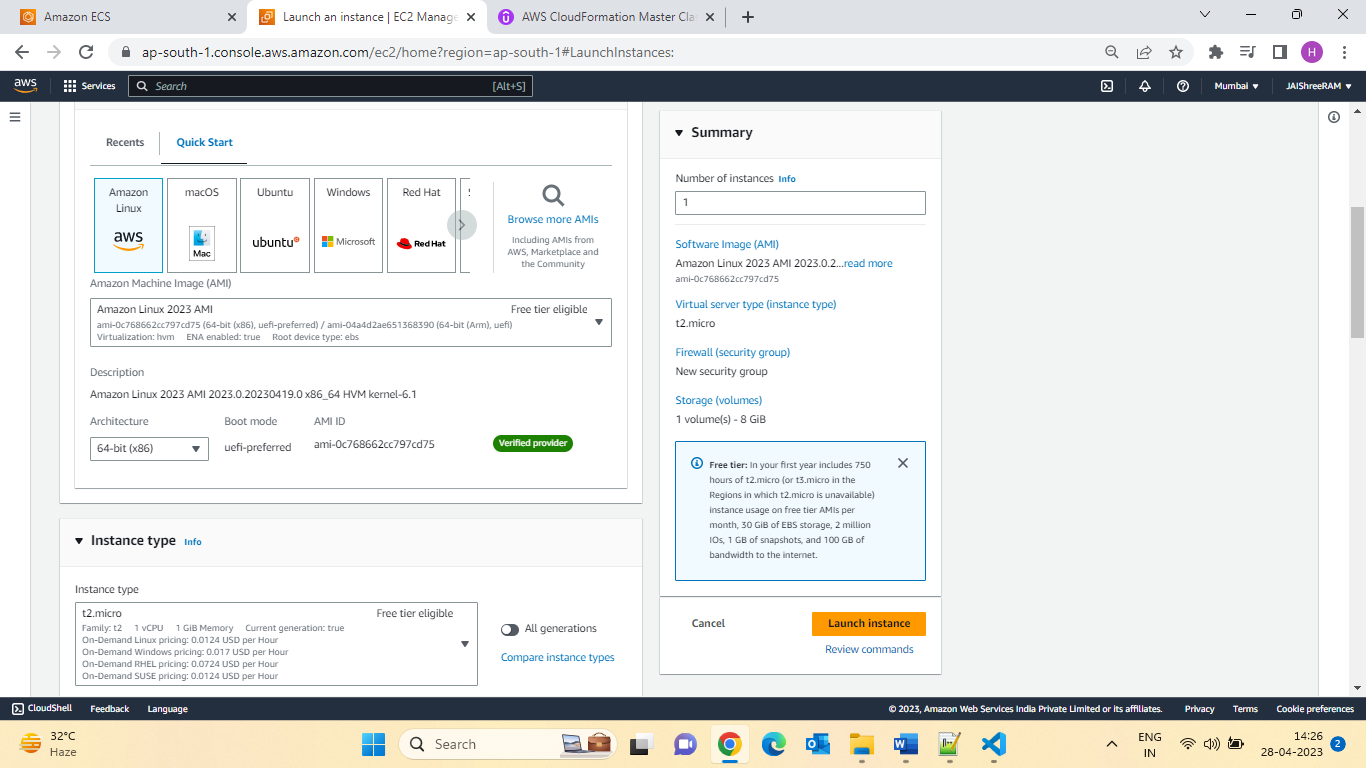 Amazon ECS
Launch an instance | EC2 Manage
AWS CloudFormation Master Cla
ap-south-1.console.aws.amazon.com/ec2/home?region=ap-south-1#LaunchInstances:
H
aws
Services
Search
[Alt+S]
Mumbai
JAIShreeRAM
Recents
Quick Start
Amazon Linux
aws
macOS
Mac
Ubuntu
ubuntu
Windows
Microsoft
Red Hat
Red Hat
Browse more AMIs
Including AMIs from
AWS, Marketplace and
the Community
Amazon Machine Image (AMI)
Amazon Linux 2023 AMI
Free tier eligible
ami-0c768662cc797cd75 (64-bit (x86), uefi-preferred) / ami-04a4d2ae651368390 (64-bit (Arm), uefi)
Virtualization: hvm ENA enabled: true Root device type: ebs
Description
Amazon Linux 2023 AMI 2023.0.20230419.0 x86_64 HVM kernel-6.1
Architecture
Boot mode
AMI ID
64-bit (x86)
uefi-preferred
ami-0c768662cc797cd75
Verified provider
Instance type
Info
Instance type
t2.micro
Free tier eligible
Family: t2 1 vCPU 1 GiB Memory Current generation: true
On-Demand Linux pricing: 0.0124 USD per Hour
On-Demand Windows pricing: 0.017 USD per Hour
On-Demand RHEL pricing: 0.0724 USD per Hour
On-Demand SUSE pricing: 0.0124 USD per Hour
All generations
Compare instance types
Summary
Number of instances Info
1
Software Image (AMI)
Amazon Linux 2023 AMI 2023.0.2...read more
ami-0c768662cc797cd75
Virtual server type (instance type)
t2.micro
Firewall (security group)
New security group
Storage (volumes)
1 volume(s) - 8 GiB
Free tier: In your first year includes 750
hours of t2.micro (or t3.micro in the
Regions in which t2.micro is unavailable)
instance usage on free tier AMIs per
month, 30 GiB of EBS storage, 2 million
IOs, 1 GB of snapshots, and 100 GB of
bandwidth to the internet.
Cancel
Launch instance
Review commands
CloudShell
Feedback
Language
© 2023, Amazon Web Services India Private Limited or its affiliates.
Privacy
Terms
Cookie preferences
32°C
Haze
Search
ENG
IN
14:26
28-04-2023
2